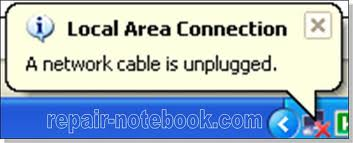 Local Area Connection
A network cable is unplugged.
repair-notebook.com